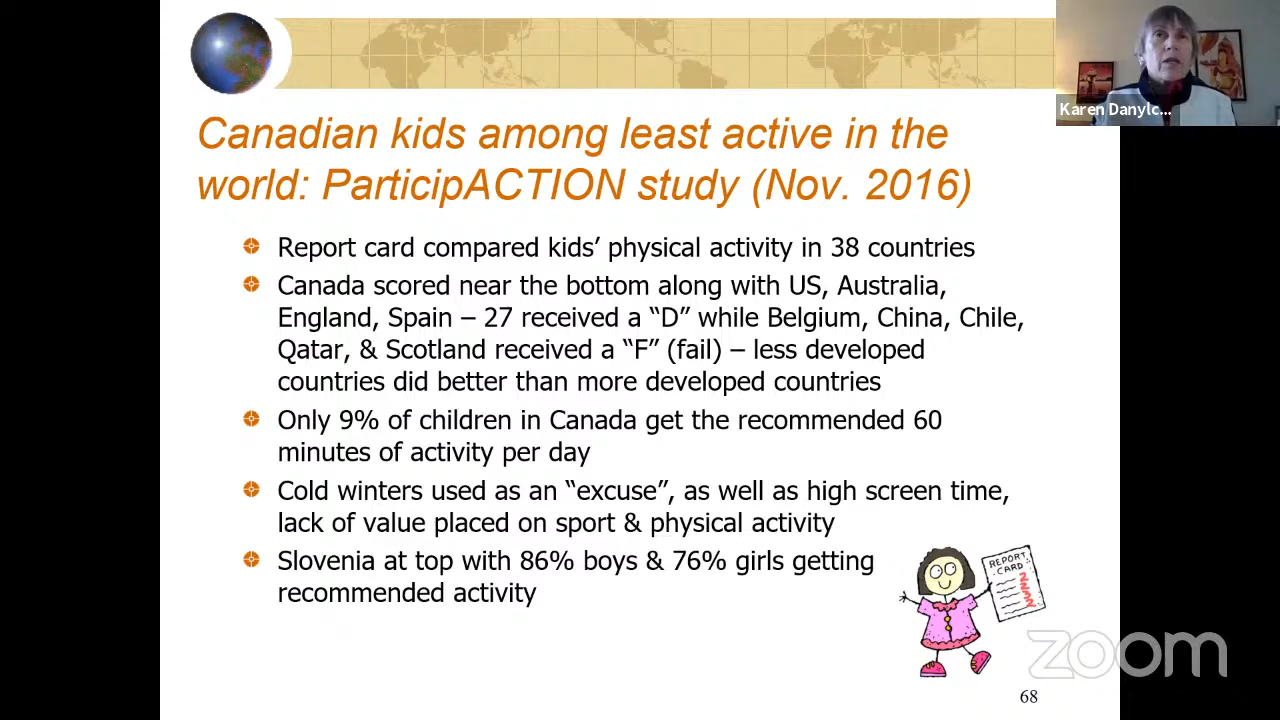 Canadian kids among least active in the
world: ParticipACTION study (Nov. 2016)
Report card compared kids’ physical activity in 38 countries
Canada scored near the bottom along with US, Australia,
England, Spain – 27 received a “D” while Belgium, China, Chile,
Qatar, & Scotland received a “F” (fail) – less developed
countries did better than more developed countries
Only 9% of children in Canada get the recommended 60
minutes of activity per day
Cold winters used as an “excuse”, as well as high screen time,
lack of value placed on sport & physical activity
Slovenia at top with 86% boys & 76% girls getting
recommended activity
REPORT
CARD
68
Karen Danylc...
zoom